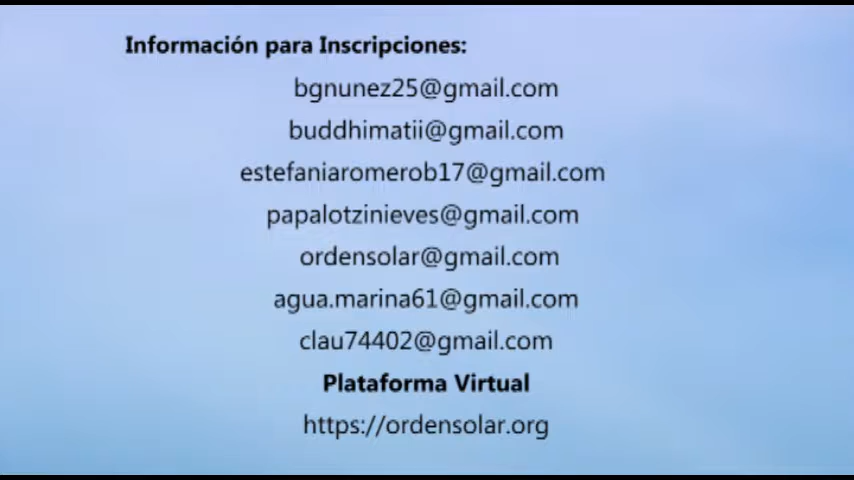 Información para Inscripciones:
bgnunez25@gmail.com
buddhimatii@gmail.com
estefaniaromerob17@gmail.com
papalotzinieves@gmail.com
ordensolar@gmail.com
agua.marina61@gmail.com
clau74402@gmail.com
Plataforma Virtual
https://ordensolar.org